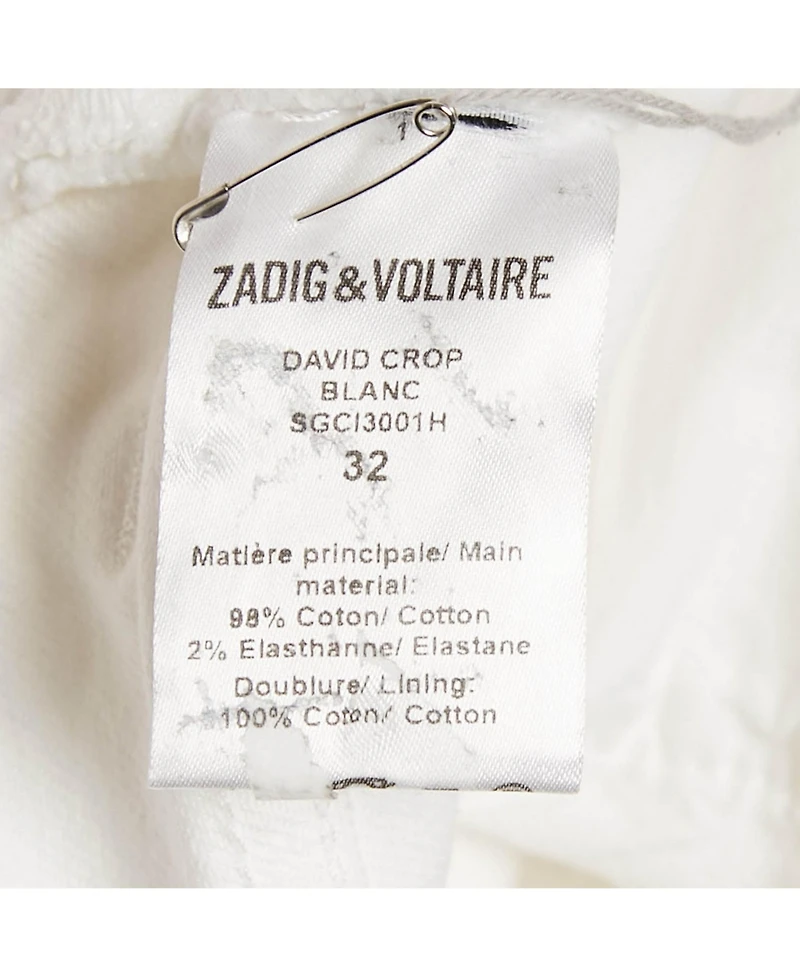 1
ZADIG&VOLTAIRE
DAVID CROP
BLANC
SGCI3001H
32
Matière principale/ Main
material:
98% Coton/ Cotton
2% Elasthanne/ Elastane
Doublure/ Lining:
100% Coton/ Cotton